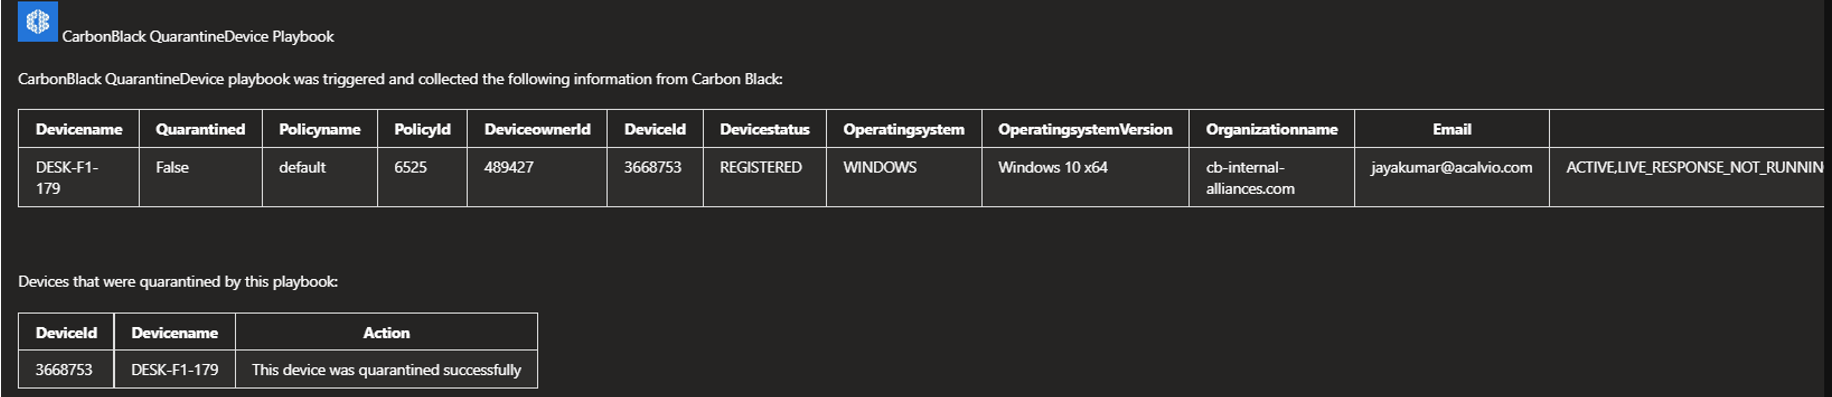 CarbonBlack QuarantineDevice Playbook
CarbonBlack QuarantineDevice playbook was triggered and collected the following information from Carbon Black:
Devicename Quarantined Policyname PolicyId DeviceownerId DeviceId Devicestatus Operatingsystem OperatingsystemVersion Organizationname Email
DESK-F1- False default 6525 489427 3668753 REGISTERED WINDOWS Windows 10 x64 cb-internal- jayakumar@acalvio.com ACTIVE,LIVE_RESPONSE_NOT_RUNNIN
179 alliances.com
Devices that were quarantined by this playbook:
DeviceId Devicename Action
3668753 DESK-F1-179 This device was quarantined successfully